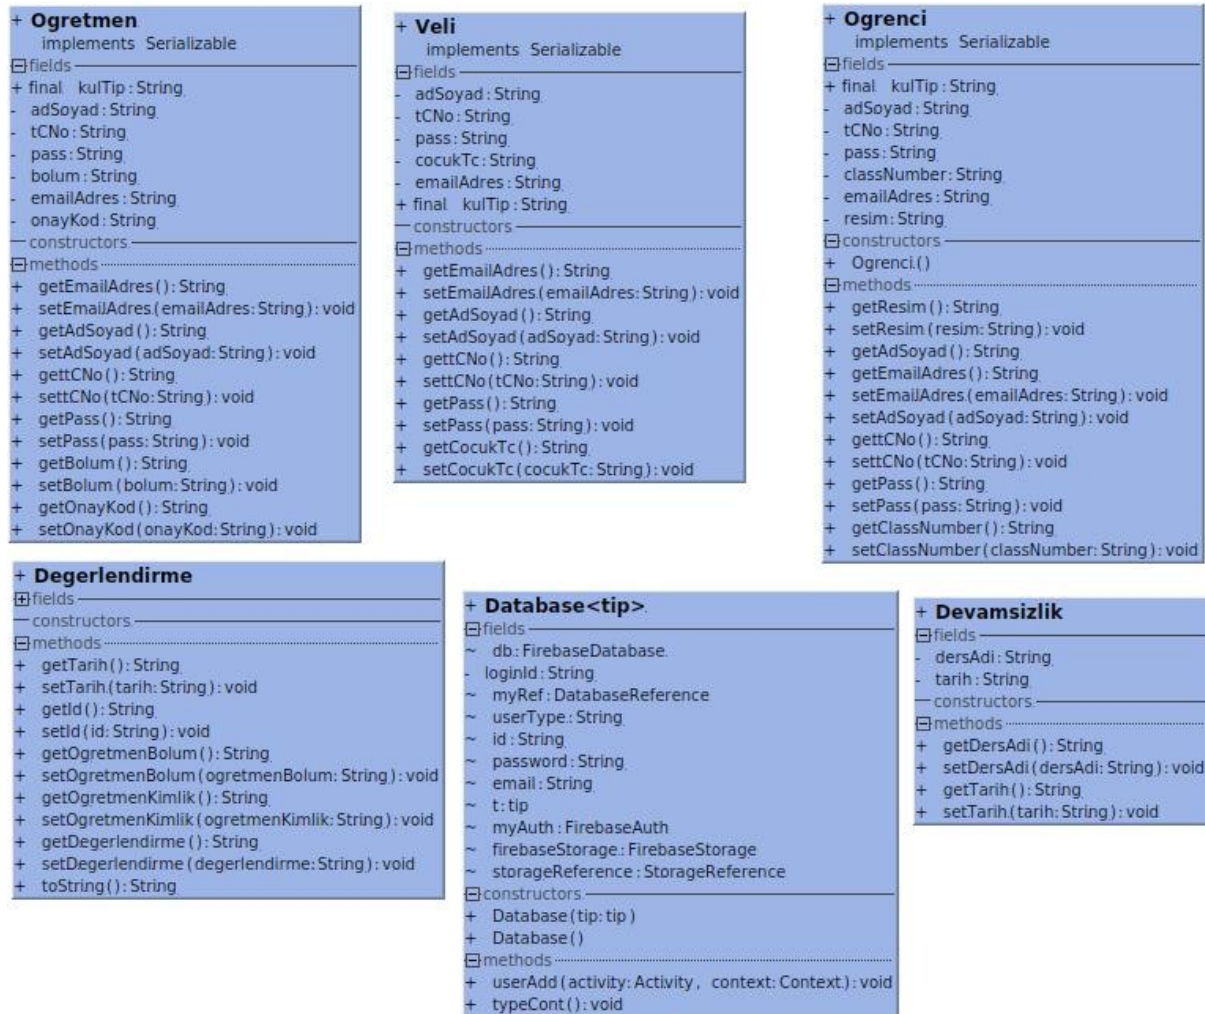 + Ogretmen
implements Serializable
fields
+ final kulTip : String
- adSoyad : String
- tCNo : String
- pass : String
- bolum : String
- emailAdres : String
- onayKod : String
constructors
methods
+ getEmailAdres ( ) : String
+ setEmailAdres ( emailAdres : String ) : void
+ getAdSoyad ( ) : String
+ setAdSoyad ( adSoyad : String ) : void
+ gettCNo ( ) : String
+ settCNo ( tCNo : String ) : void
+ getPass ( ) : String
+ setPass ( pass : String ) : void
+ getBolum ( ) : String
+ setBolum ( bolum : String ) : void
+ getOnayKod ( ) : String
+ setOnayKod ( onayKod : String ) : void
+ Veli
implements Serializable
fields
- adSoyad : String
- tCNo : String
- pass : String
- cocukTc : String
- emailAdres : String
+ final kulTip : String
constructors
methods
+ getEmailAdres ( ) : String
+ setEmailAdres ( emailAdres : String ) : void
+ getAdSoyad ( ) : String
+ setAdSoyad ( adSoyad : String ) : void
+ gettCNo ( ) : String
+ settCNo ( tCNo : String ) : void
+ getPass ( ) : String
+ setPass ( pass : String ) : void
+ getCocukTc ( ) : String
+ setCocukTc ( cocukTc : String ) : void
+ Ogrenci
implements Serializable
fields
+ final kulTip : String
- adSoyad : String
- tCNo : String
- pass : String
- classNumber : String
- emailAdres : String
- resim : String
constructors
+ Ogrenci ( )
methods
+ getResim ( ) : String
+ setResim ( resim : String ) : void
+ getAdSoyad ( ) : String
+ getEmailAdres ( ) : String
+ setEmailAdres ( emailAdres : String ) : void
+ setAdSoyad ( adSoyad : String ) : void
+ gettCNo ( ) : String
+ settCNo ( tCNo : String ) : void
+ getPass ( ) : String
+ setPass ( pass : String ) : void
+ getClassNumber ( ) : String
+ setClassNumber ( classNumber : String ) : void
+ Degerlendirme
fields
constructors
methods
+ getTarih ( ) : String
+ setTarih ( tarih : String ) : void
+ getId ( ) : String
+ setId ( id : String ) : void
+ getOgretmenBolum ( ) : String
+ setOgretmenBolum ( ogretmenBolum : String ) : void
+ getOgretmenKimlik ( ) : String
+ setOgretmenKimlik ( ogretmenKimlik : String ) : void
+ getDegerlendirme ( ) : String
+ setDegerlendirme ( degerlendirme : String ) : void
+ toString ( ) : String
+ Database<tip>
fields
~ db : FirebaseDatabase
- loginId : String
~ myRef : DatabaseReference
~ userType : String
~ id : String
~ password : String
~ email : String
~ t : tip
~ myAuth : FirebaseAuth
~ firebaseStorage : FirebaseStorage
~ storageReference : StorageReference
constructors
+ Database ( tip : tip )
+ Database ( )
methods
+ userAdd ( activity : Activity , context : Context ) : void
+ typeCont ( ) : void
+ Devamsizlik
fields
- dersAdi : String
- tarih : String
constructors
methods
+ getDersAdi ( ) : String
+ setDersAdi ( dersAdi : String ) : void
+ getTarih ( ) : String
+ setTarih ( tarih : String ) : void